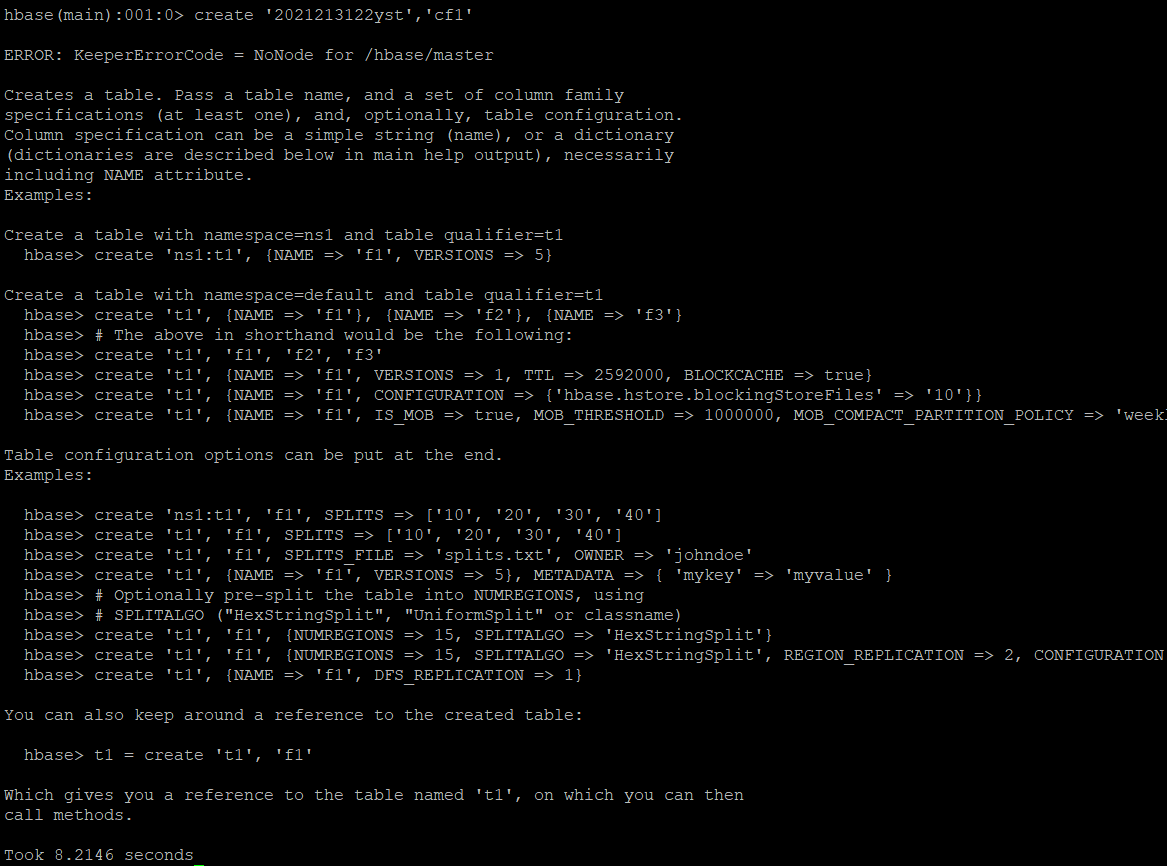 hbase(main):001:0> create '2021213122yst','cf1'
ERROR: KeeperErrorCode = NoNode for /hbase/master
Creates a table. Pass a table name, and a set of column family
specifications (at least one), and, optionally, table configuration.
Column specification can be a simple string (name), or a dictionary
(dictionaries are described below in main help output), necessarily
including NAME attribute.
Examples:
Create a table with namespace=ns1 and table qualifier=t1
hbase> create 'ns1:t1', {NAME => 'f1', VERSIONS => 5}
Create a table with namespace=default and table qualifier=t1
hbase> create 't1', {NAME => 'f1'}, {NAME => 'f2'}, {NAME => 'f3'}
hbase> # The above in shorthand would be the following:
hbase> create 't1', 'f1', 'f2', 'f3'
hbase> create 't1', {NAME => 'f1', VERSIONS => 1, TTL => 2592000, BLOCKCACHE => true}
hbase> create 't1', {NAME => 'f1', CONFIGURATION => {'hbase.hstore.blockingStoreFiles' => '10'}}
hbase> create 't1', {NAME => 'f1', IS_MOB => true, MOB_THRESHOLD => 1000000, MOB_COMPACT_PARTITION_POLICY => 'week
Table configuration options can be put at the end.
Examples:
hbase> create 'ns1:t1', 'f1', SPLITS => ['10', '20', '30', '40']
hbase> create 't1', 'f1', SPLITS => ['10', '20', '30', '40']
hbase> create 't1', 'f1', SPLITS_FILE => 'splits.txt', OWNER => 'johndoe'
hbase> create 't1', {NAME => 'f1', VERSIONS => 5}, METADATA => { 'mykey' => 'myvalue' }
hbase> # Optionally pre-split the table into NUMREGIONS, using
hbase> # SPLITALGO ("HexStringSplit", "UniformSplit" or classname)
hbase> create 't1', 'f1', {NUMREGIONS => 15, SPLITALGO => 'HexStringSplit'}
hbase> create 't1', 'f1', {NUMREGIONS => 15, SPLITALGO => 'HexStringSplit', REGION_REPLICATION => 2, CONFIGURATION
hbase> create 't1', {NAME => 'f1', DFS_REPLICATION => 1}
You can also keep around a reference to the created table:
hbase> t1 = create 't1', 'f1'
Which gives you a reference to the table named 't1', on which you can then
call methods.
Took 8.2146 seconds